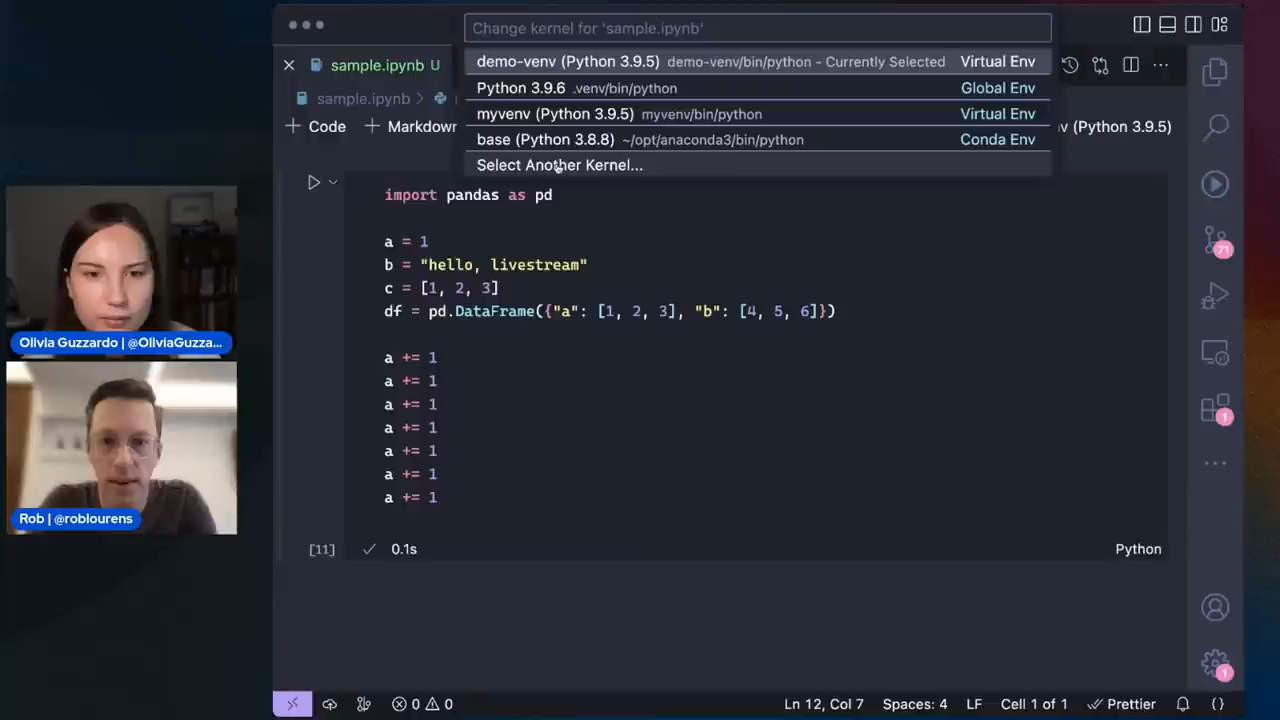 Change kernel for 'sample.ipynb'
demo-venv (Python 3.9.5) demo-venv/bin/python - Currently Selected Virtual Env
Python 3.9.6 .venv/bin/python Global Env
myvenv (Python 3.9.5) myvenv/bin/python Virtual Env
base (Python 3.8.8) ~/opt/anaconda3/bin/python Conda Env
Select Another Kernel...
sample.ipynb U
sample.ipynb >
+ Code + Markdown
v (Python 3.9.5)
import pandas as pd
a = 1
b = "hello, livestream"
c = [1, 2, 3]
df = pd.DataFrame({"a": [1, 2, 3], "b": [4, 5, 6]})
a += 1
a += 1
a += 1
a += 1
a += 1
a += 1
a += 1
[11] 0.1s Python
71
1
1
Olivia Guzzardo | @OliviaGuzza...
Rob | @roblourens
0 0 Ln 12, Col 7 Spaces: 4 LF Cell 1 of 1 Prettier {}